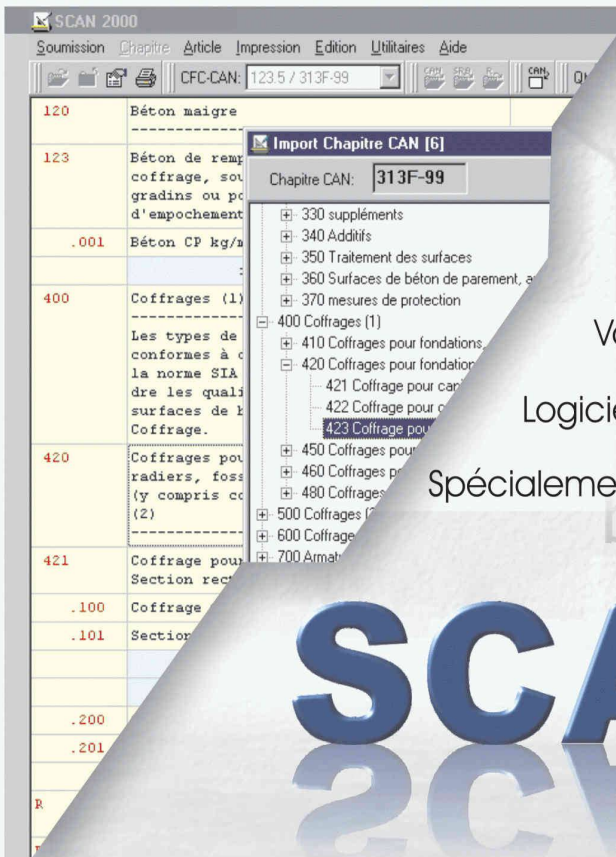 SCAN 2000
Soumission Chapitre Article Impression Edition Utilitaires Aide
CFC-CAN: 123.5 / 313F-99
CAN
120 Béton maigre
123 Béton de remp
coffrage, sou
gradins ou po
d'empochement
.001 Béton CP kg/m
400 Coffrages (1)
Les types de
conformes à
la norme SIA
dre les quali
surfaces de b
Coffrage.
420 Coffrages pou
radiers, foss
(y compris co
(2)
421 Coffrage pour
Section rect
.100 Coffrage
.101 Section
.200
.201
R
Import Chapitre CAN [6]
Chapitre CAN: 313F-99
330 suppléments
340 Additifs
350 Traitement des surfaces
360 Surfaces de béton de parement, a
370 mesures de protection
400 Coffrages (1)
410 Coffrages pour fondations,
420 Coffrages pour fondation
421 Coffrage pour can
422 Coffrage pour
423 Coffrage pou
450 Coffrages pour
460 Coffrages po
480 Coffrages
500 Coffrages
600 Coffrage
700 Armat
Logicie
Spécialeme
SCA